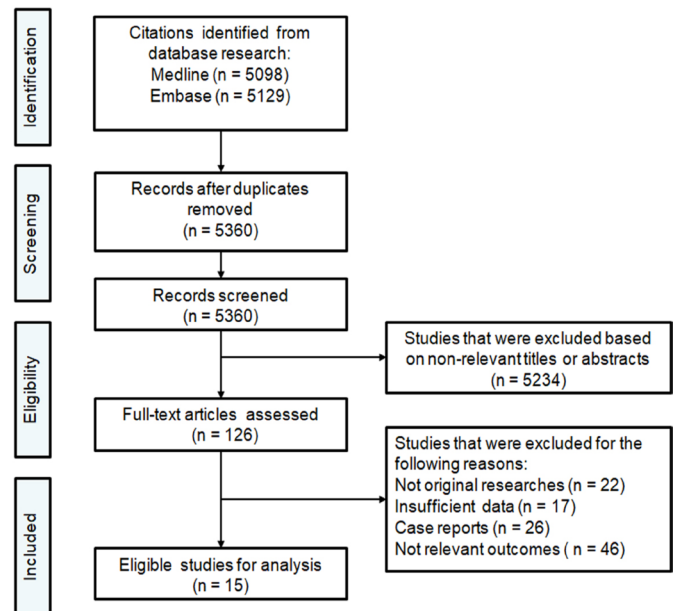 Identification
Citations identified from
database research:
Medline (n = 5098)
Embase (n = 5129)
Screening
Records after duplicates
removed
(n = 5360)
Records screened
(n = 5360)
Eligibility
Studies that were excluded based
on non-relevant titles or abstracts
(n = 5234)
Full-text articles assessed
(n = 126)
Studies that were excluded for the
following reasons:
Not original researches (n = 22)
Insufficient data (n = 17)
Case reports (n = 26)
Not relevant outcomes ( n = 46)
Included
Eligible studies for analysis
(n = 15)